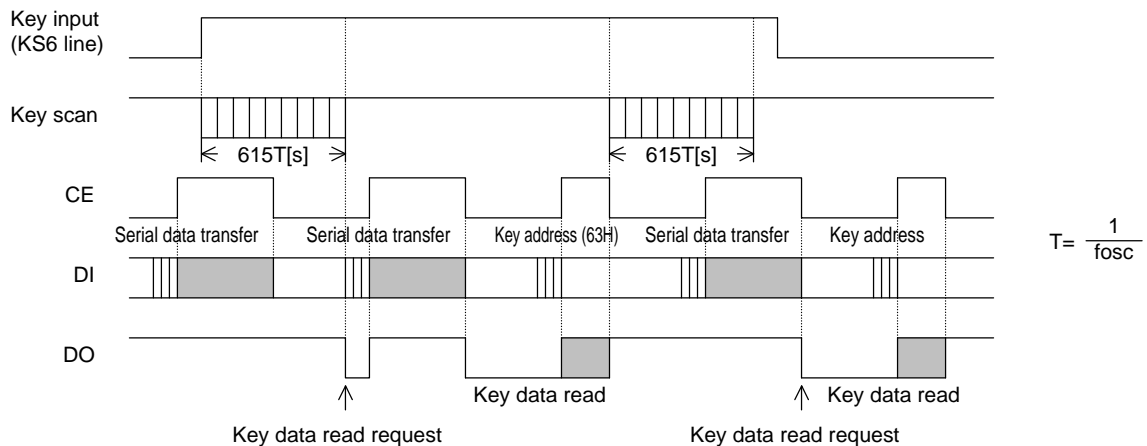 Key input
(KS6 line)
Key scan
615T[s]
615T[s]
CE
Serial data transfer
Serial data transfer
Key address (63H)
Serial data transfer
Key address
T= 1
fosc
DI
DO
Key data read
Key data read
Key data read request
Key data read request